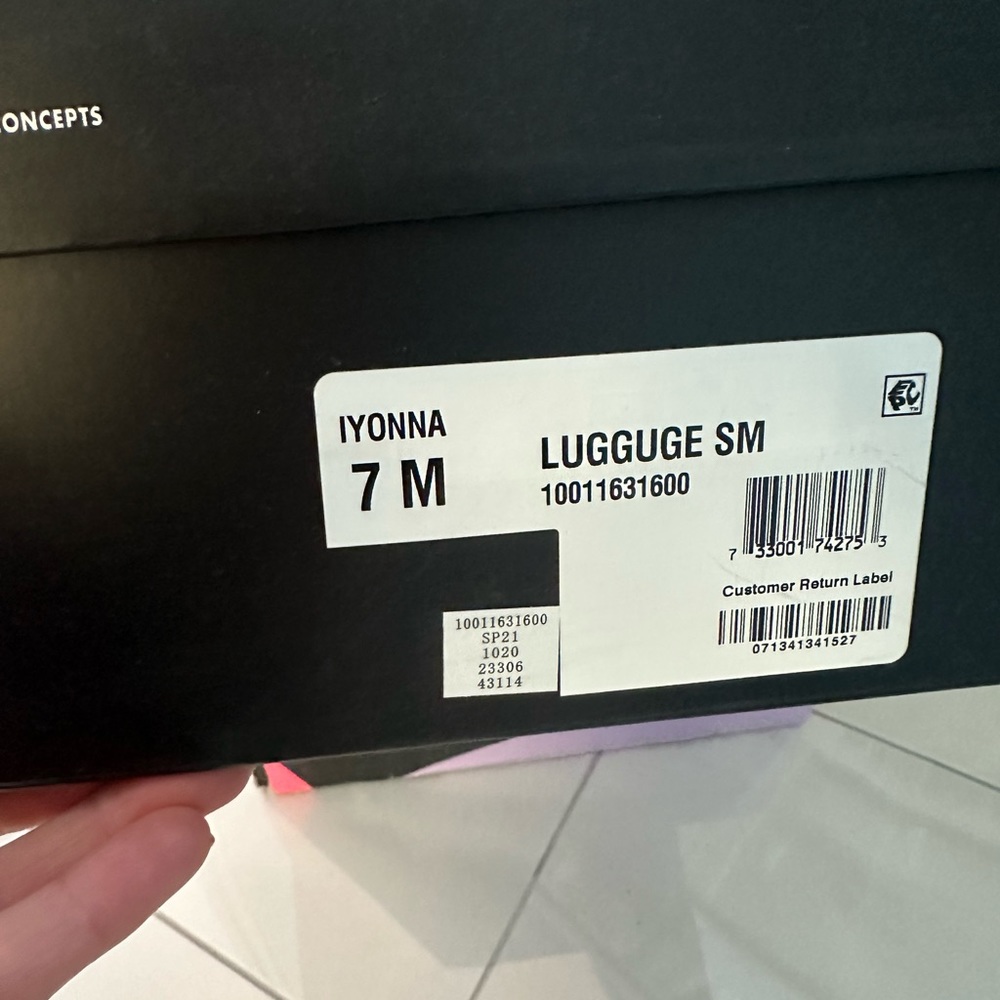 ONCEPTS
IYONNA
7 M
LUGGUGE SM
10011631600
7 33001 74275 3
Customer Return Label
071341341527
10011631600
SP21
1020
23306
43114